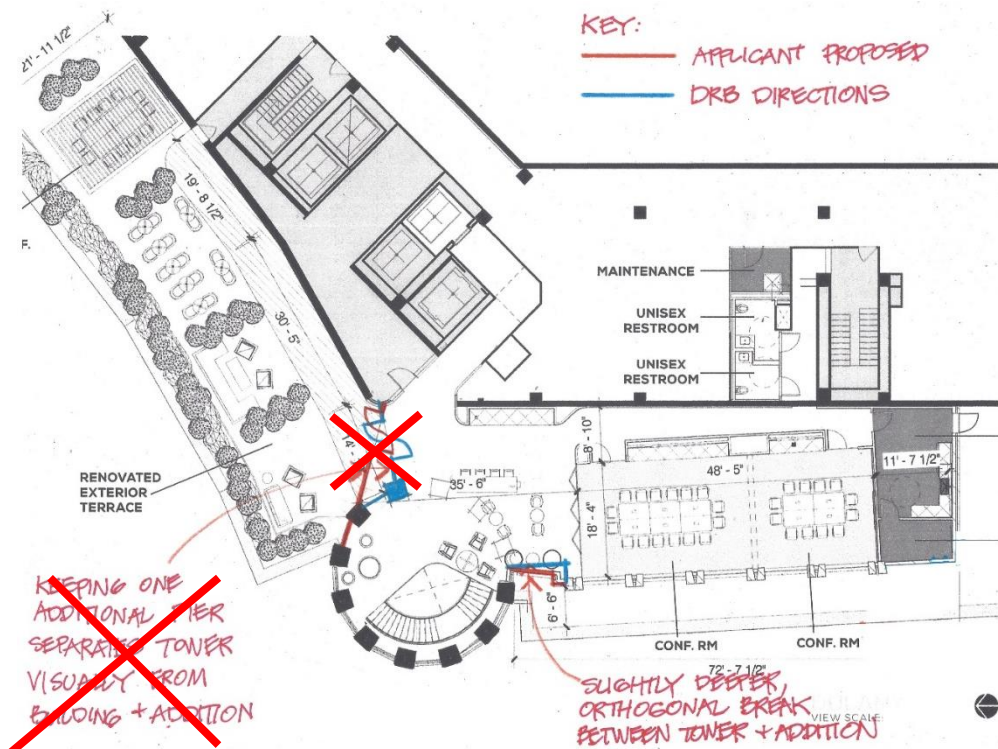 KEY:
APPLICANT PROPOSED
DRB DIRECTIONS
21' - 11 1/2"
19' - 8 1/2"
30' - 5"
F.
MAINTENANCE
UNISEX
RESTROOM
UNISEX
RESTROOM
RENOVATED
EXTERIOR
TERRACE
35' - 6"
8' - 10"
48' - 5"
11' - 7 1/2"
18' - 4"
6' - 6"
CONF. RM
CONF. RM
72' - 7 1/2"
KEEPING ONE
ADDITIONAL PIER
SEPARATES TOWER
VISUALLY FROM
BUILDING + ADDITION
SLIGHTLY DEEPER,
ORTHOGONAL BREAK
BETWEEN TOWER + ADDITION
VIEW SCALE: